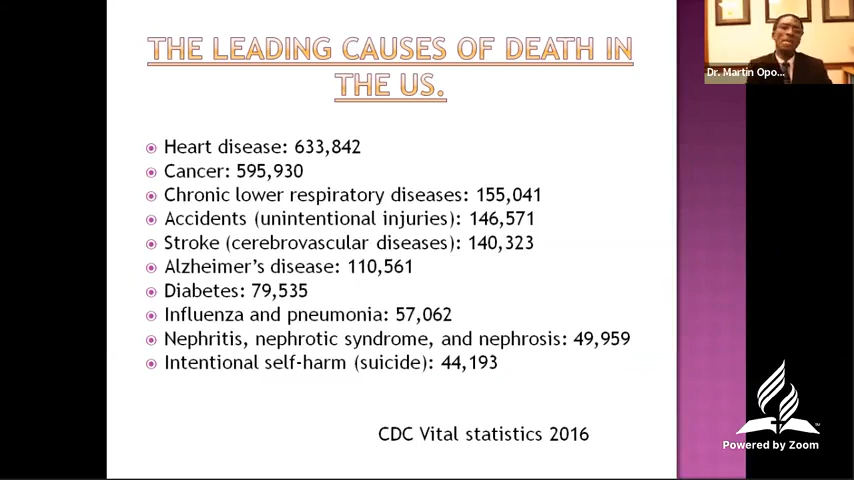 THE LEADING CAUSES OF DEATH IN
THE US.
Heart disease: 633,842
Cancer: 595,930
Chronic lower respiratory diseases: 155,041
Accidents (unintentional injuries): 146,571
Stroke (cerebrovascular diseases): 140,323
Alzheimer’s disease: 110,561
Diabetes: 79,535
Influenza and pneumonia: 57,062
Nephritis, nephrotic syndrome, and nephrosis: 49,959
Intentional self-harm (suicide): 44,193
CDC Vital statistics 2016
Dr. Martin Opo...
Powered by Zoom